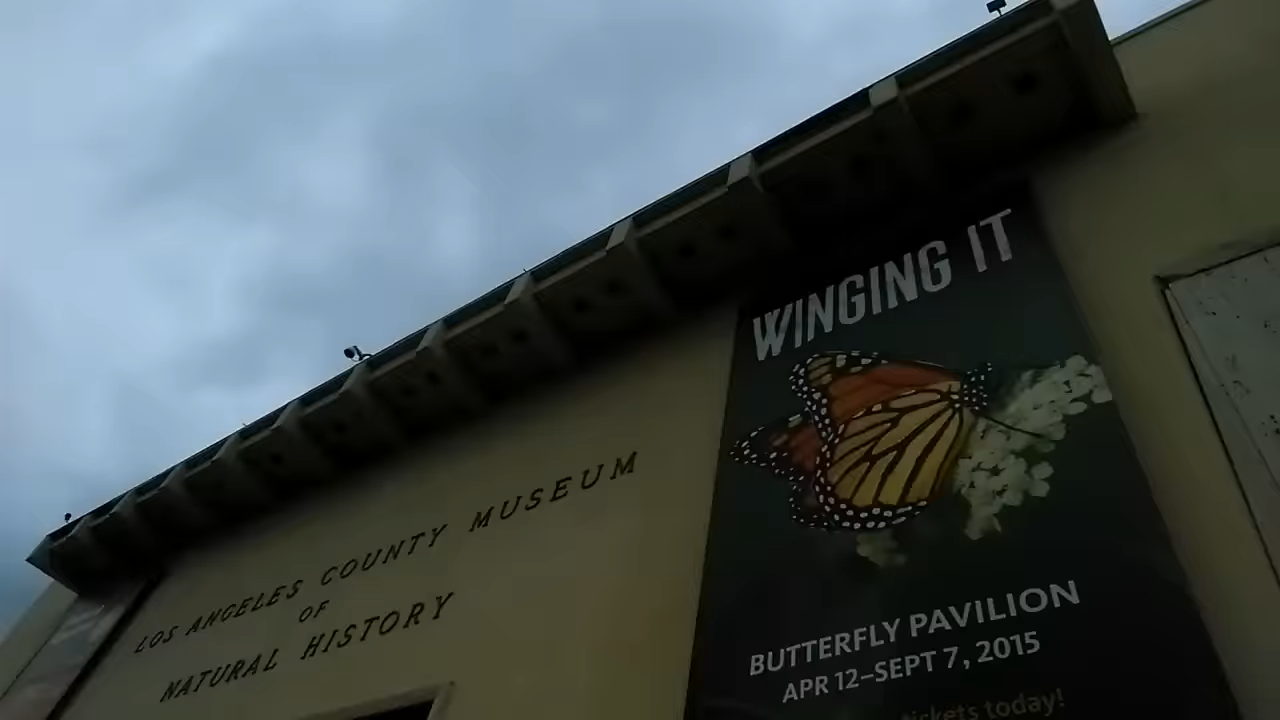 LOS ANGELES COUNTY MUSEUM
OF
NATURAL HISTORY
WINGING IT
BUTTERFLY PAVILION
APR 12–SEPT 7, 2015
tickets today!